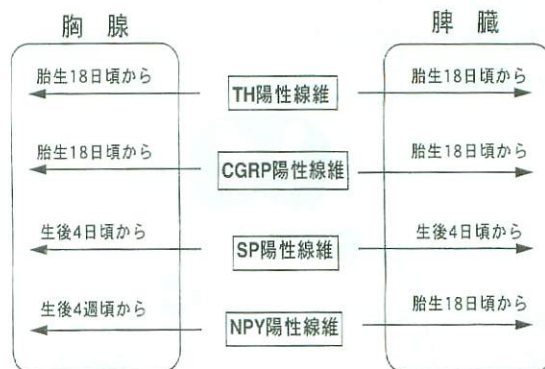 胸腺
脾臓
胎生18日頃から
TH陽性線維
胎生18日頃から
胎生18日頃から
CGRP陽性線維
胎生18日頃から
生後4日頃から
SP陽性線維
生後4日頃から
生後4週頃から
NPY陽性線維
胎生18日頃から